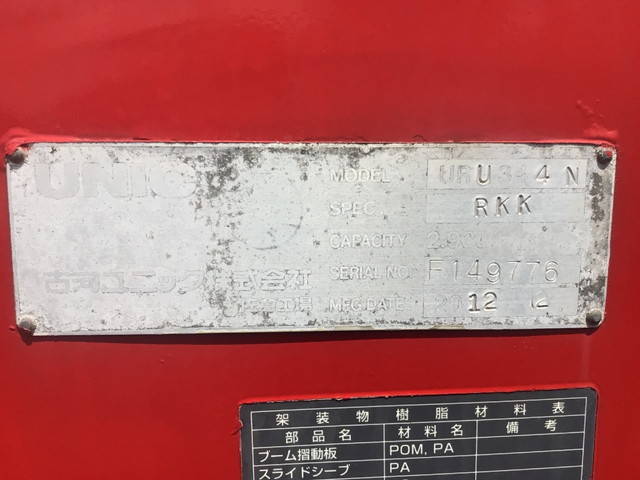 UNIC
MODEL U 4 N
SPEC. RKK
CAPACITY
古河ユニック 式会社
SERIAL NO. F149776
MFG.DATE 2012 12
架装物樹脂材料表
部品名 材料名 備考
ブーム摺動板 POM, PA
スライドシーブ PA